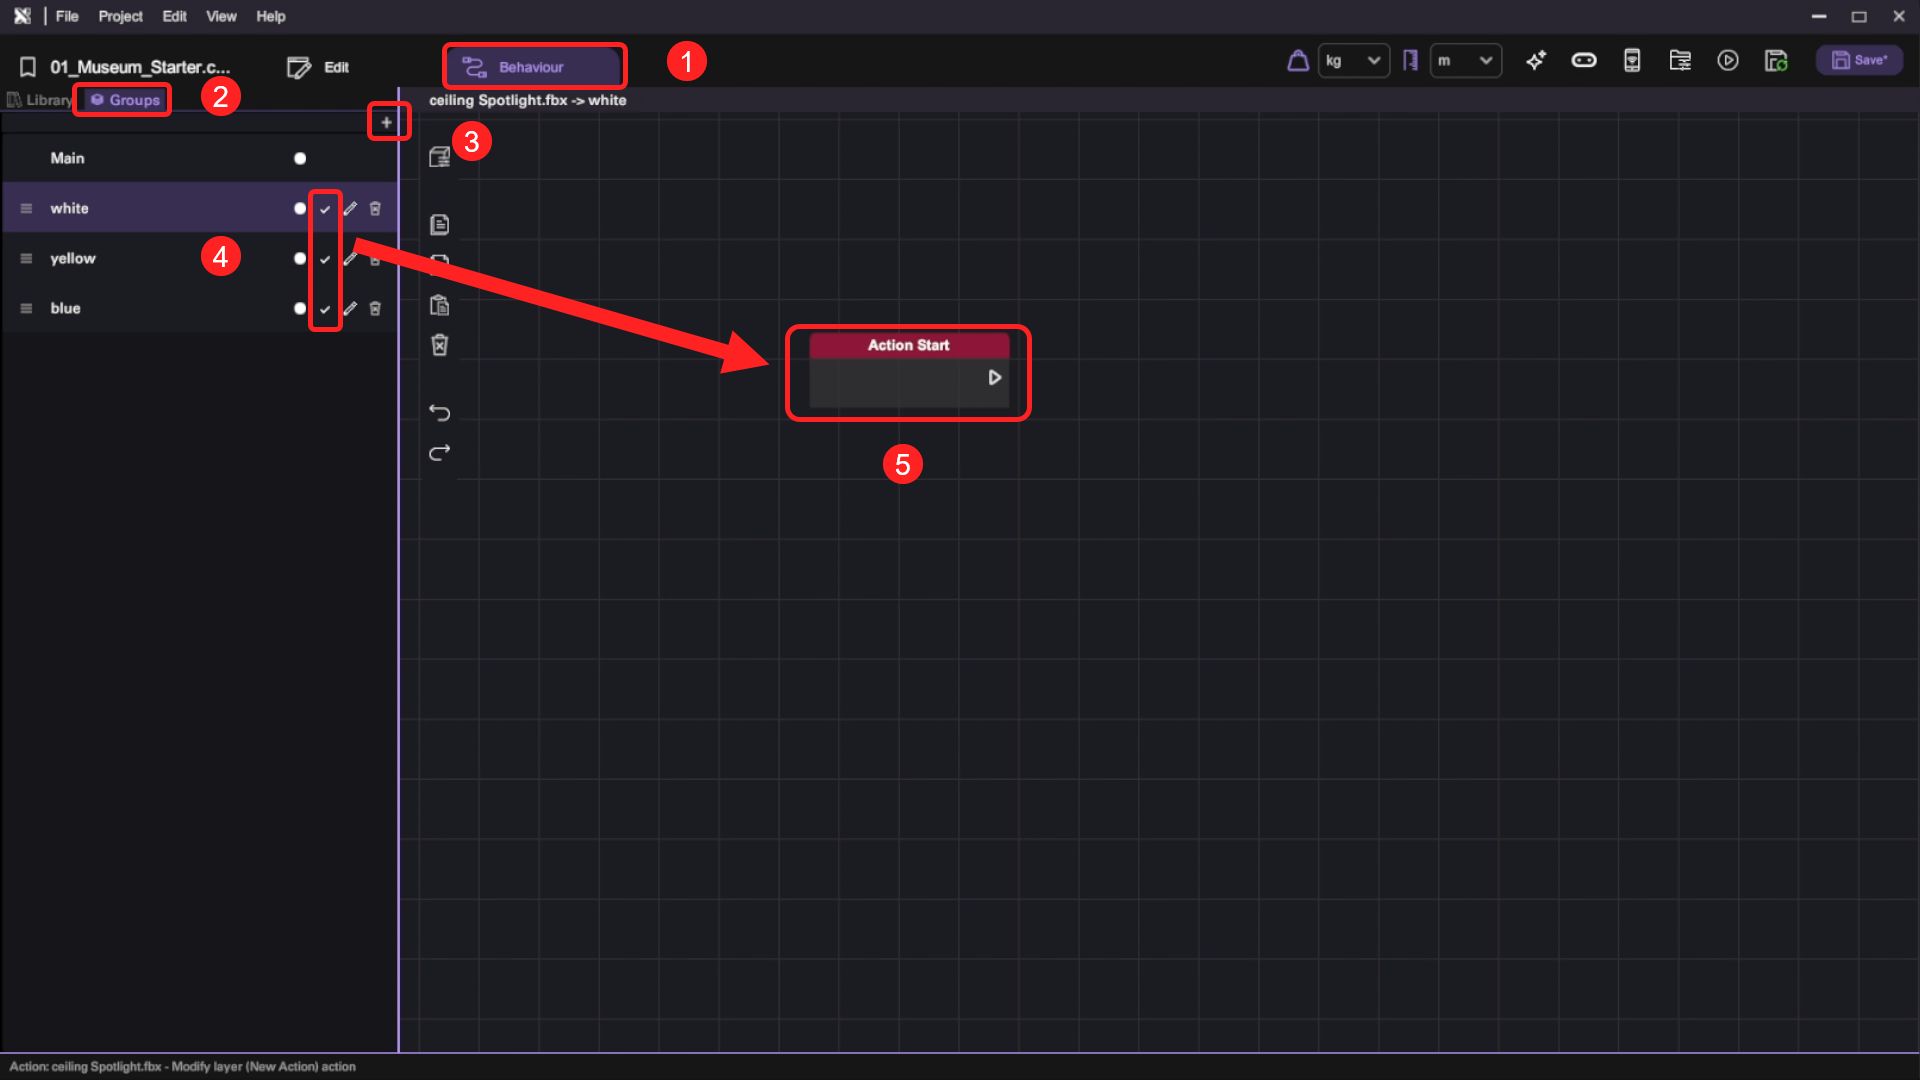 File Project Edit View Help
01_Museum_Starter.c... Edit Behaviour 1 kg m Save*
Library Groups 2 ceiling Spotlight.fbx -> white
+
3
Main
white
yellow
4
blue
Action Start
5
Action: ceiling Spotlight.fbx - Modify layer (New Action) action